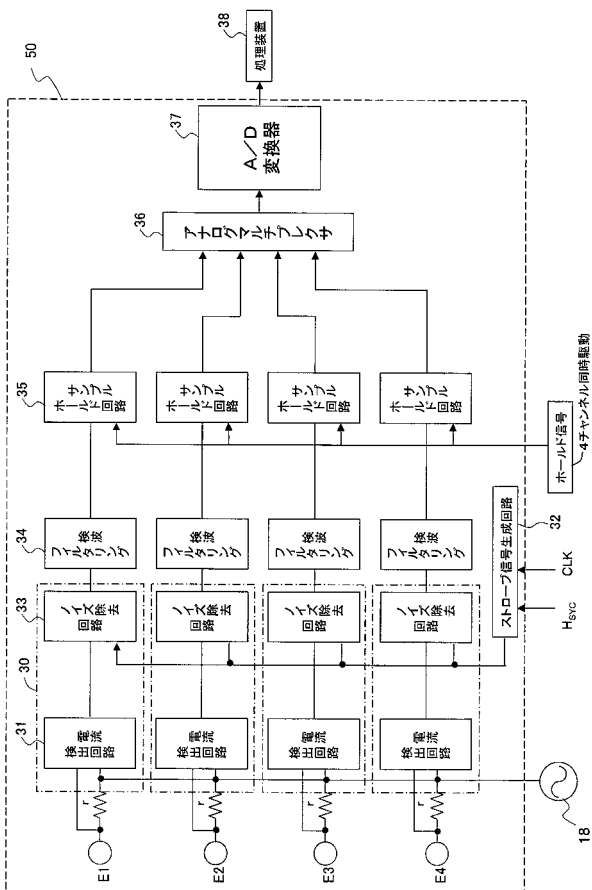 50
38
処理装置
37
A/D
変換器
36
アナログマルチプレクサ
35
サンプル
ホールド回路
サンプル
ホールド回路
サンプル
ホールド回路
サンプル
ホールド回路
ホールド信号
4チャンネル同時駆動
34
検波
フィルタリング
検波
フィルタリング
検波
フィルタリング
検波
フィルタリング
33
ノイズ除去
回路
ノイズ除去
回路
ノイズ除去
回路
ノイズ除去
回路
ストローブ信号生成回路
32
CLK
HSYC
30
31
電流
検出回路
電流
検出回路
電流
検出回路
電流
検出回路
r
r
r
r
E1
E2
E3
E4
18